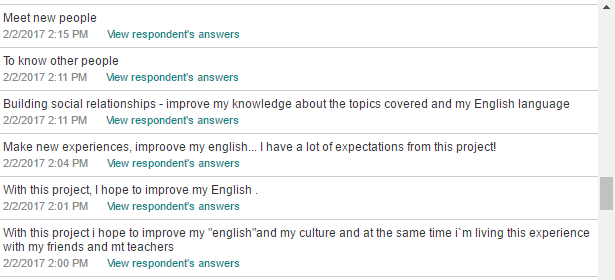 Meet new people
2/2/2017 2:15 PM View respondent's answers
To know other people
2/2/2017 2:11 PM View respondent's answers
Building social relationships - improve my knowledge about the topics covered and my English language
2/2/2017 2:11 PM View respondent's answers
Make new experiences, improove my english... I have a lot of expectations from this project!
2/2/2017 2:04 PM View respondent's answers
With this project, I hope to improve my English .
2/2/2017 2:01 PM View respondent's answers
With this project i hope to improve my "english"and my culture and at the same time i`m living this experience
with my friends and mt teachers
2/2/2017 2:00 PM View respondent's answers